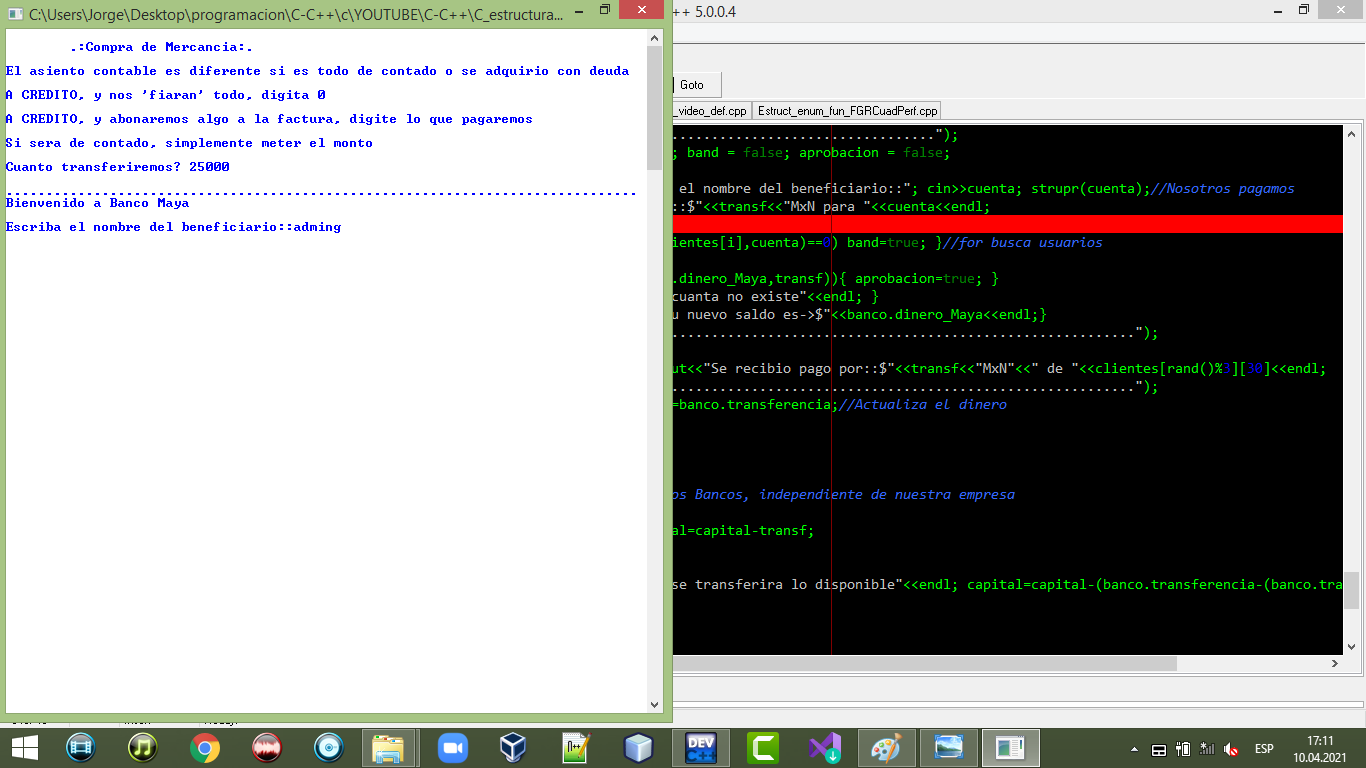 C:\Users\Jorge\Desktop\programacion\C-C++\c\YOUTUBE\C-C++\C_estructura...
++ 5.0.0.4
.:Compra de Mercancia:.
El asiento contable es diferente si es todo de contado o se adquirio con deuda
A CREDITO, y nos 'fiaran' todo, digita 0
A CREDITO, y abonaremos algo a la factura, digite lo que pagaremos
Si sera de contado, simplemente meter el monto
Cuanto transferiremos? 25000
...............................................................................
Bienvenido a Banco Maya
Escriba el nombre del beneficiario::adming
Goto
_video_def.cpp
Estruct_enum_fun_FGRCuadPerf.cpp
................................");
; band = false; aprobacion = false;
el nombre del beneficiario::"; cin>>cuenta; strupr(cuenta);//Nosotros pagamos
::$"<<transf<<"MxN para "<<cuenta<<endl;
ientes[i],cuenta)==0) band=true; }//for busca usuarios
.dinero_Maya,transf)){ aprobacion=true; }
cuanta no existe"<<endl; }
u nuevo saldo es->$"<<banco.dinero_Maya<<endl;}
.........................................................");
ut<<"Se recibio pago por::$"<<transf<<"MxN"<<" de "<<clientes[rand()%3][30]<<endl;
.........................................................");
=banco.transferencia;//Actualiza el dinero
os Bancos, independiente de nuestra empresa
al=capital-transf;
se transferira lo disponible"<<endl; capital=capital-(banco.transferencia-(banco.tra
N++
DEV
C++
C
ESP
17:11
10.04.2021